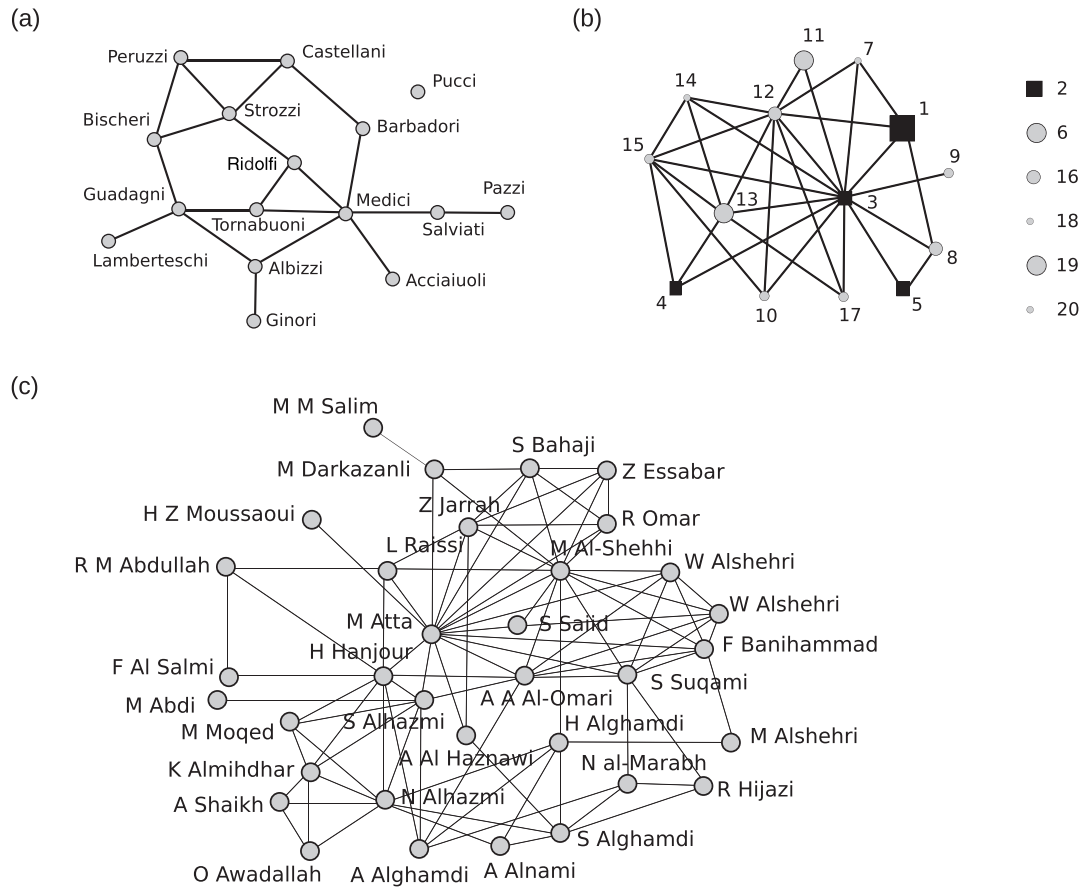 (a)
Peruzzi
Castellani
Pucci
Bischeri
Strozzi
Barbadori
Ridolfi
Guadagni
Tornabuoni
Medici
Pazzi
Salviati
Lamberteschi
Albizzi
Acciaiuoli
Ginori
(b)
11
7
14
12
1
15
9
13
3
8
4
10
17
5
2
6
16
18
19
20
(c)
M M Salim
M Darkazanli
S Bahaji
Z Essabar
H Z Moussaoui
Z Jarrah
R Omar
L Raissi
M Al-Shehhi
R M Abdullah
W Alshehri
M Atta
S Saiid
W Alshehri
H Hanjour
F Banihammad
F Al Salmi
S Suqami
M Abdi
S Alhazmi
A A Al-Omari
M Moqed
H Alghamdi
M Alshehri
A Al Haznawi
K Almihdhar
N al-Marabh
A Shaikh
N Alhazmi
R Hijazi
S Alghamdi
O Awadallah
A Alghamdi
A Alnami